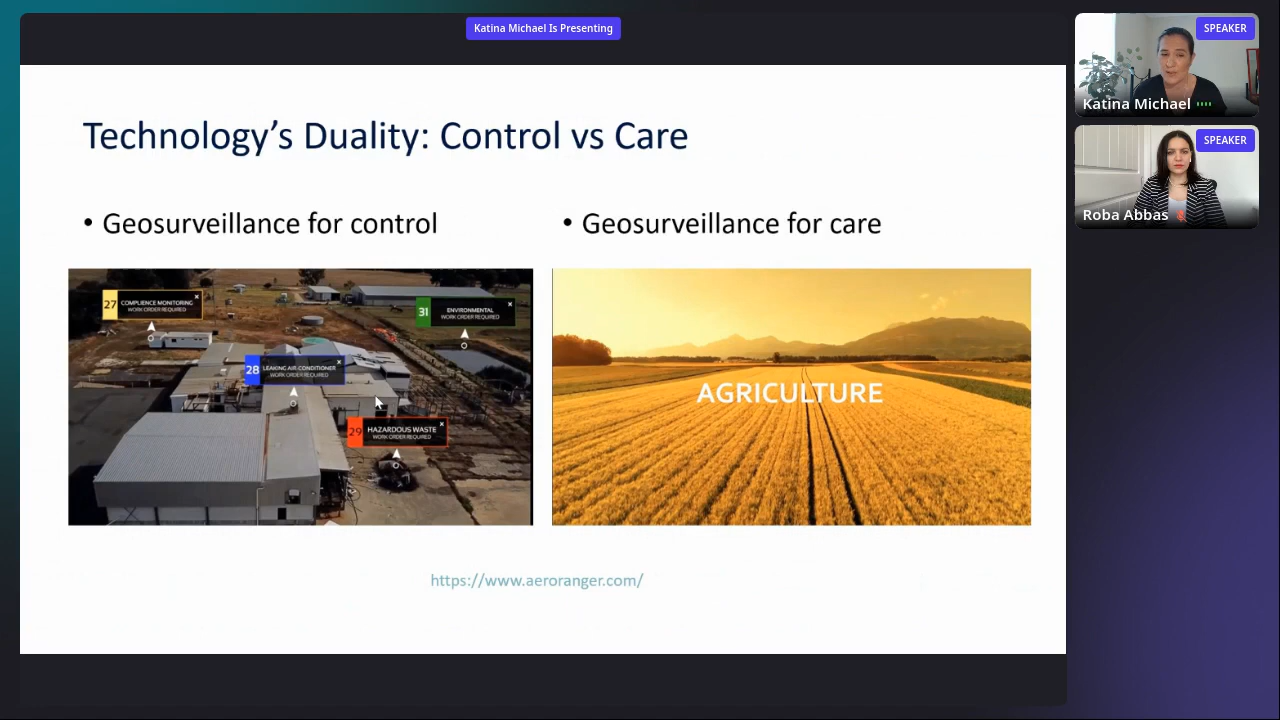 Katina Michael Is Presenting
Technology's Duality: Control vs Care
• Geosurveillance for control
• Geosurveillance for care
27 COMPLIENCE MONITORING
WORK ORDER REQUIRED
31 ENVIRONMENTAL
WORK ORDER REQUIRED
28 LEAKING AIR CONDITIONER
WORK ORDER REQUIRED
29 HAZARDOUS WASTE
WORK ORDER REQUIRED
AGRICULTURE
https://www.aeroranger.com/
SPEAKER
Katina Michael
SPEAKER
Roba Abbas